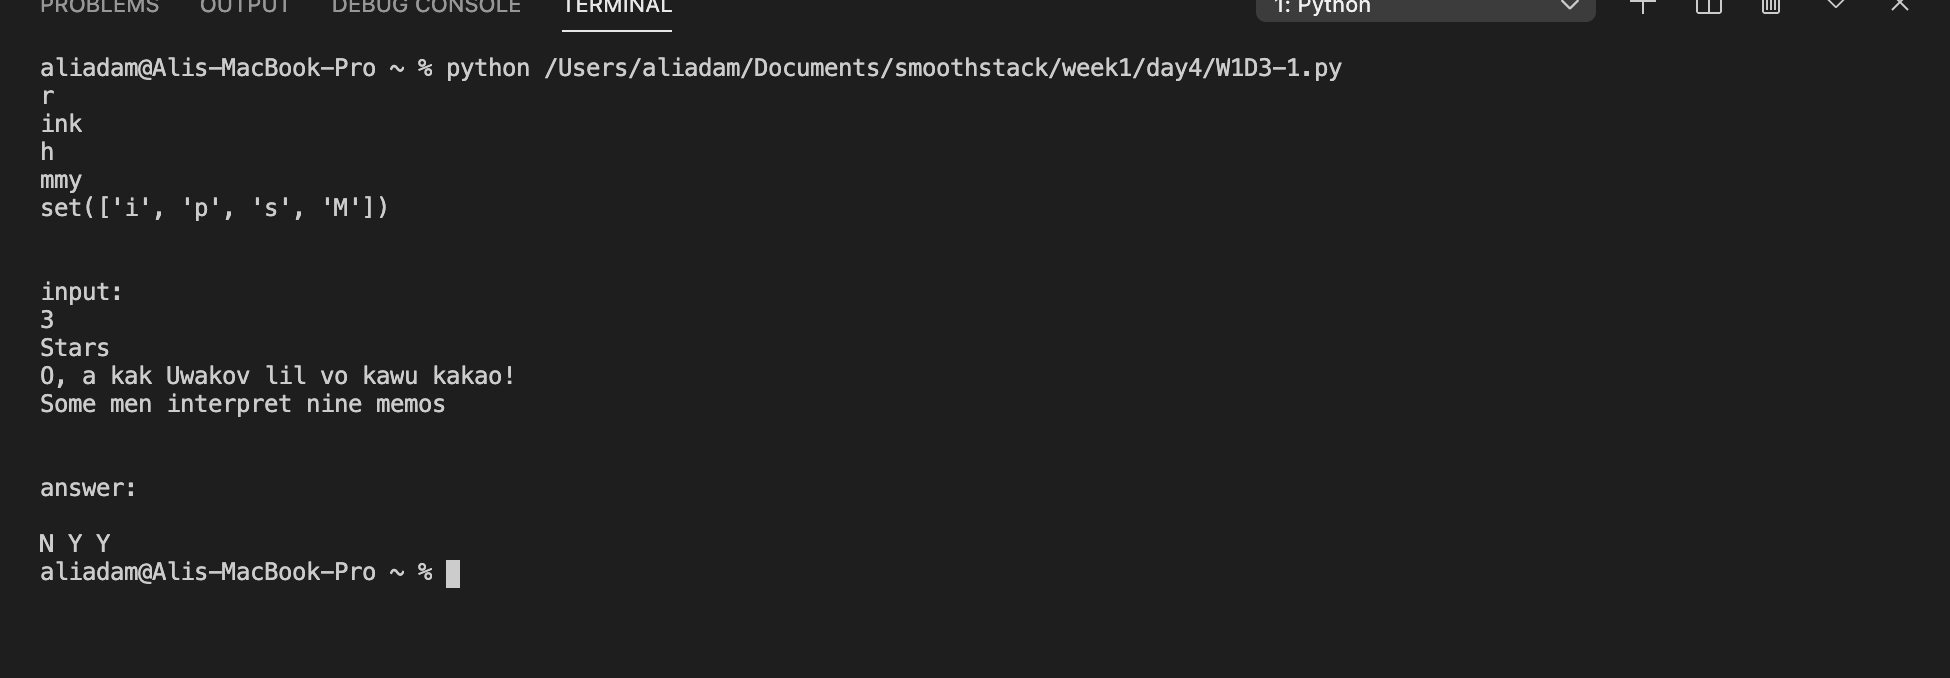 PROBLEMS OUTPUT DEBUG CONSOLE TERMINAL 1: Python
aliadam@Alis-MacBook-Pro ~ % python /Users/aliadam/Documents/smoothstack/week1/day4/W1D3-1.py
r
ink
h
mmy
set(['i', 'p', 's', 'M'])
input:
3
Stars
O, a kak Uwakov lil vo kawu kakao!
Some men interpret nine memos
answer:
N Y Y
aliadam@Alis-MacBook-Pro ~ %